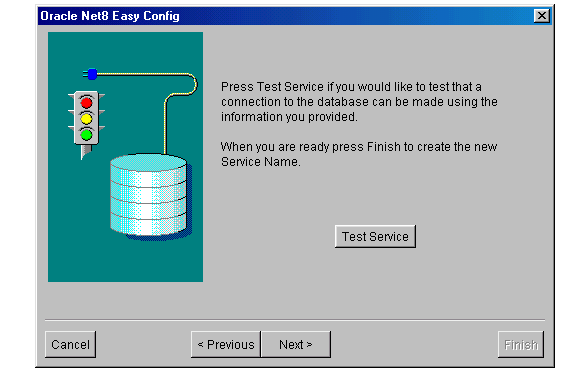 Oracle Net8 Easy Config
Press Test Service if you would like to test that a
connection to the database can be made using the
information you provided.
When you are ready press Finish to create the new
Service Name.
Test Service
Cancel
< Previous
Next >
Finish